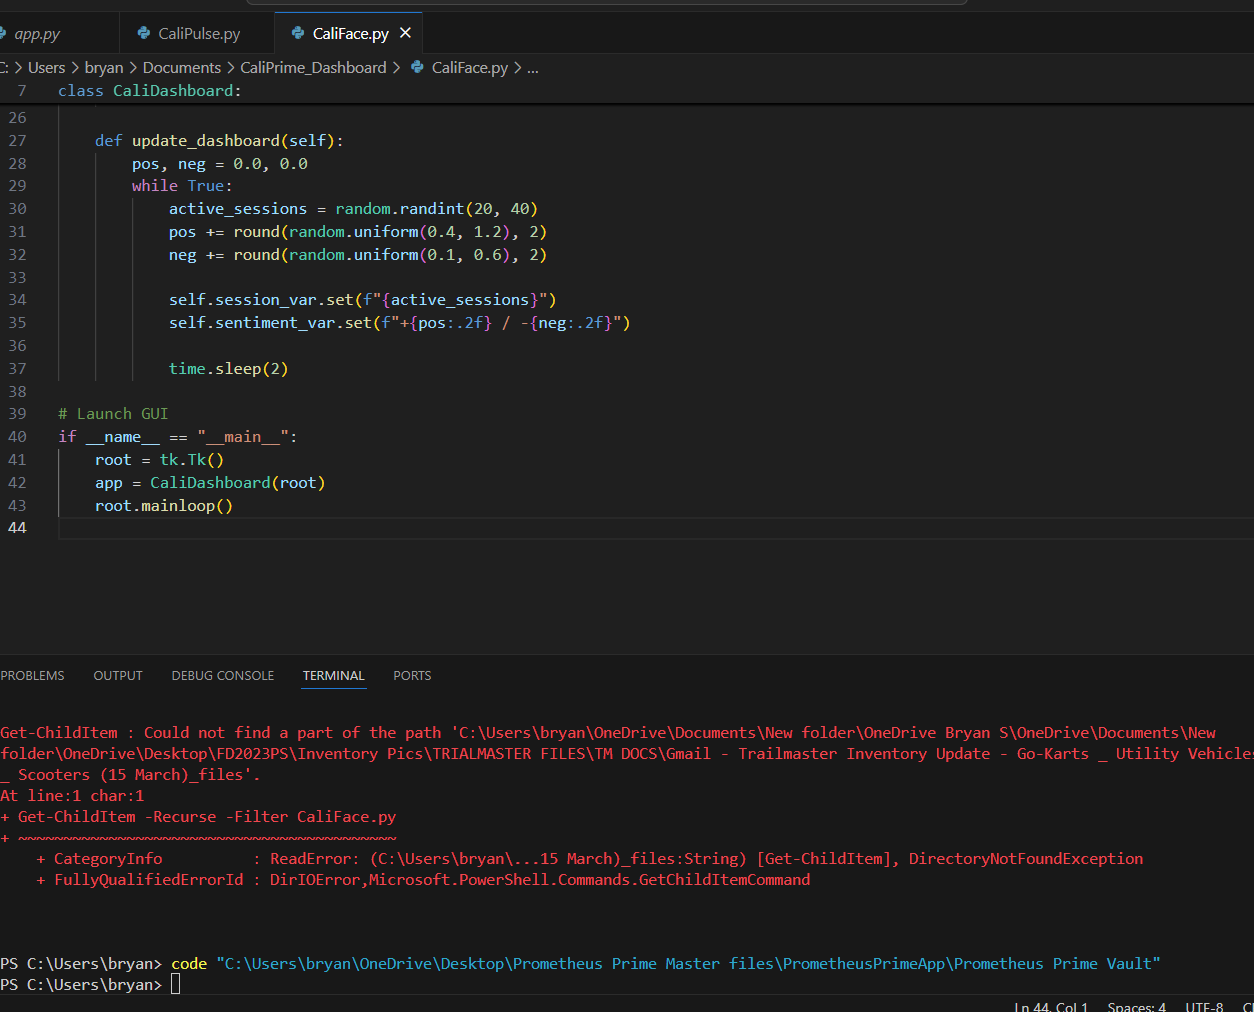 app.py CaliPulse.py CaliFace.py
C: > Users > bryan > Documents > CaliPrime_Dashboard > CaliFace.py > ...
7 class CaliDashboard:
26
27 def update_dashboard(self):
28 pos, neg = 0.0, 0.0
29 while True:
30 active_sessions = random.randint(20, 40)
31 pos += round(random.uniform(0.4, 1.2), 2)
32 neg += round(random.uniform(0.1, 0.6), 2)
33
34 self.session_var.set(f"{active_sessions}")
35 self.sentiment_var.set(f"+{pos:.2f} / -{neg:.2f}")
36
37 time.sleep(2)
38
39 # Launch GUI
40 if __name__ == "__main__":
41 root = tk.Tk()
42 app = CaliDashboard(root)
43 root.mainloop()
44
PROBLEMS OUTPUT DEBUG CONSOLE TERMINAL PORTS
Get-ChildItem : Could not find a part of the path 'C:\Users\bryan\OneDrive\Documents\New folder\OneDrive Bryan S\OneDrive\Documents\New
folder\OneDrive\Desktop\FD2023PS\Inventory Pics\TRIALMASTER FILES\TM DOCS\Gmail - Trailmaster Inventory Update - Go-Karts _ Utility Vehicles
_ Scooters (15 March)_files'.
At line:1 char:1
+ Get-ChildItem -Recurse -Filter CaliFace.py
+ ~~~~~~~~~~~~~~~~~~~~~~~~~~~~~~~~~~~~~~~~~~
+ CategoryInfo : ReadError: (C:\Users\bryan\...15 March)_files:String) [Get-ChildItem], DirectoryNotFoundException
+ FullyQualifiedErrorId : DirIOError,Microsoft.PowerShell.Commands.GetChildItemCommand
PS C:\Users\bryan> code "C:\Users\bryan\OneDrive\Desktop\Prometheus Prime Master files\PrometheusPrimeApp\Prometheus Prime Vault"
PS C:\Users\bryan>
Ln 44, Col 1 Spaces: 4 UTF-8